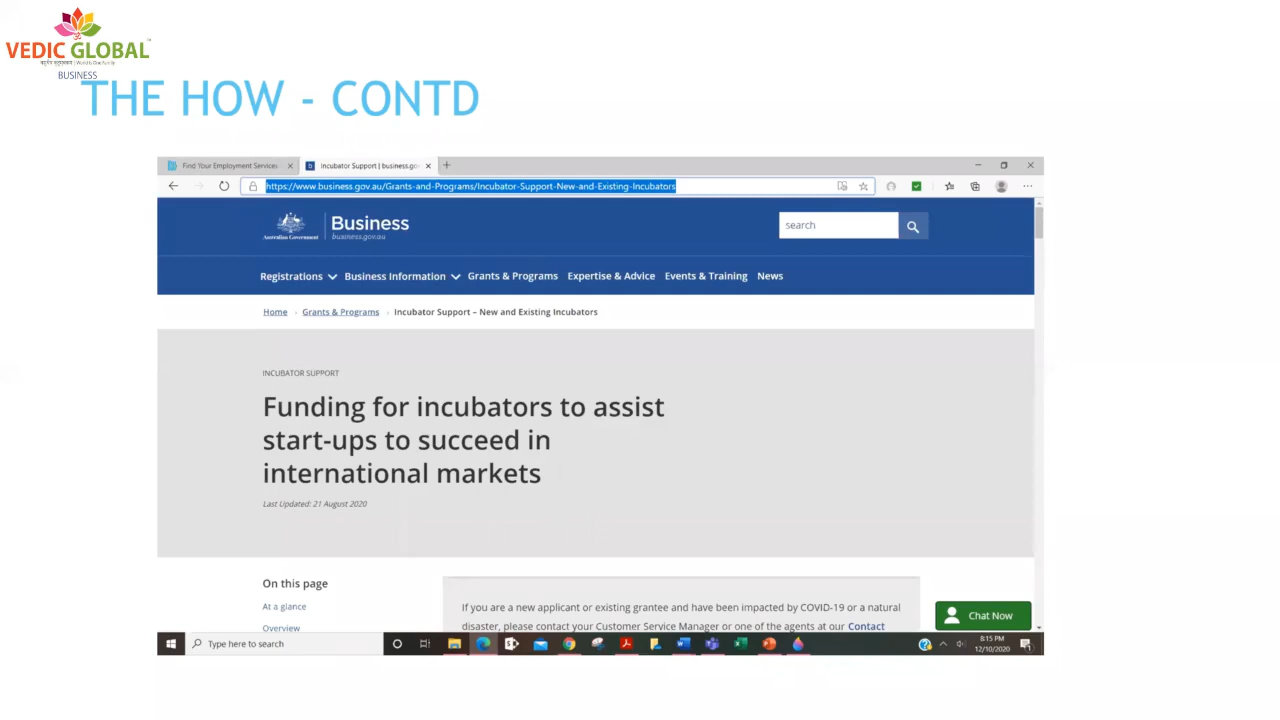 VEDIC GLOBAL
BUSINESS
THE HOW - CONTD
Find Your Employment Services
Incubator Support | business.go
https://www.business.gov.au/Grants-and-Programs/Incubator-Support-New-and-Existing-Incubators
Australian Government
Business
business.gov.au
search
Registrations Business Information Grants & Programs Expertise & Advice Events & Training News
Home › Grants & Programs › Incubator Support – New and Existing Incubators
INCUBATOR SUPPORT
Funding for incubators to assist
start-ups to succeed in
international markets
Last Updated: 21 August 2020
On this page
At a glance
Overview
If you are a new applicant or existing grantee and have been impacted by COVID-19 or a natural
disaster, please contact your Customer Service Manager or one of the agents at our Contact
Chat Now
Type here to search
8:15 PM
12/10/2020